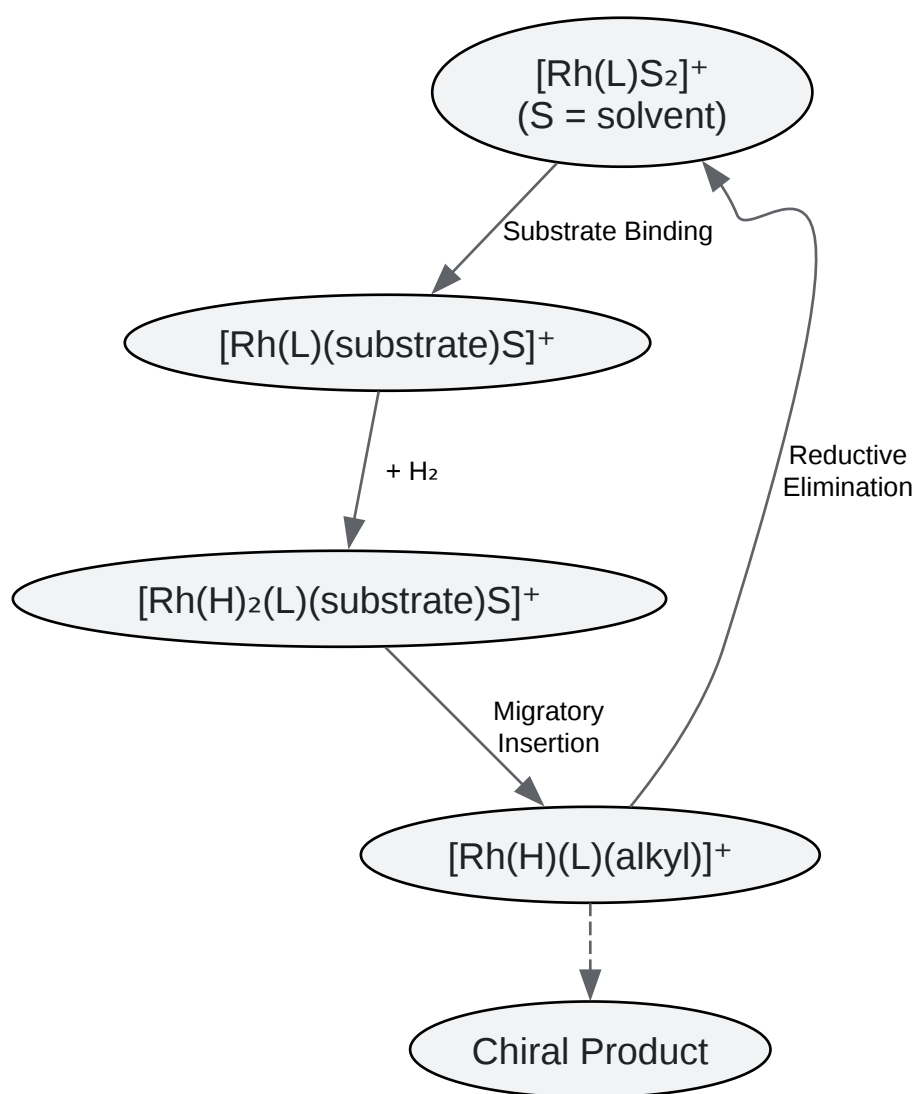 [Rh(L)S₂]⁺
(S = solvent)
Substrate Binding
[Rh(L)(substrate)S]⁺
+ H₂
Reductive
Elimination
[Rh(H)₂(L)(substrate)S]⁺
Migratory
Insertion
[Rh(H)(L)(alkyl)]⁺
Chiral Product